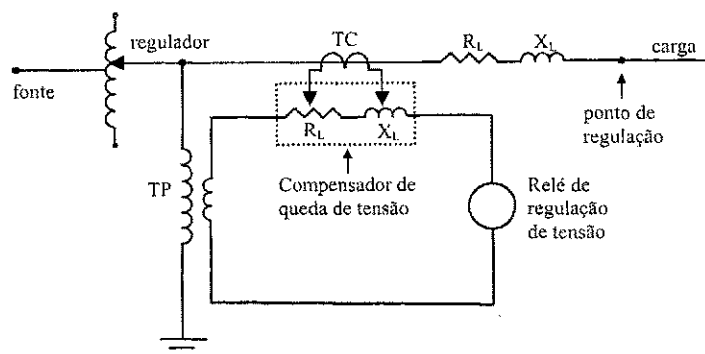 regulador
TC
R_L
X_L
carga
fonte
ponto de
regulação
R_L
X_L
TP
Compensador de
queda de tensão
Relé de
regulação
de tensão